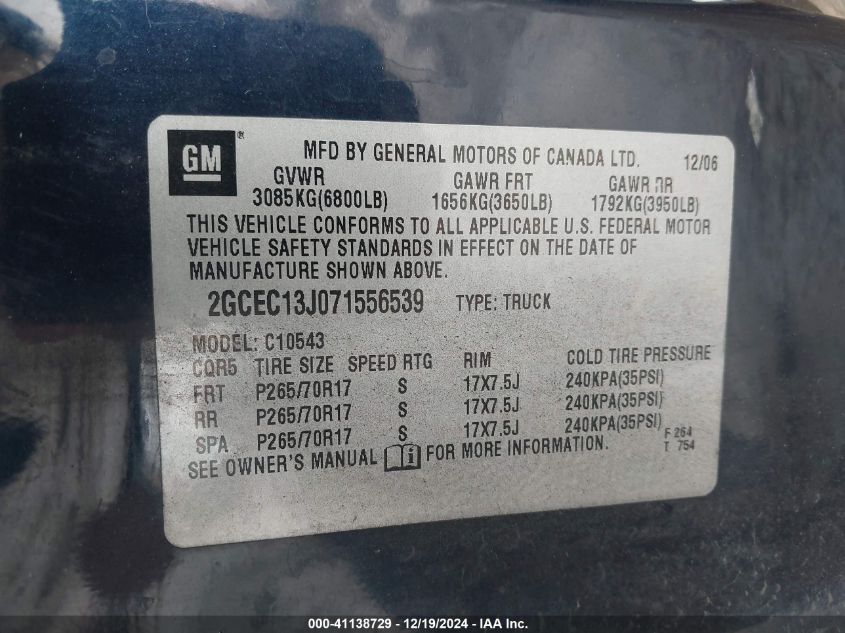 GM ® MFD BY GENERAL MOTORS OF CANADA LTD. 12/06
GVWR GAWR FRT GAWR RR
3085KG(6800LB) 1656KG(3650LB) 1792KG(3950LB)
THIS VEHICLE CONFORMS TO ALL APPLICABLE U.S. FEDERAL MOTOR
VEHICLE SAFETY STANDARDS IN EFFECT ON THE DATE OF
MANUFACTURE SHOWN ABOVE.
2GCEC13J071556539 TYPE: TRUCK
MODEL: C10543
CQR5 TIRE SIZE SPEED RTG RIM COLD TIRE PRESSURE
FRT P265/70R17 S 17X7.5J 240KPA(35PSI)
RR P265/70R17 S 17X7.5J 240KPA(35PSI)
SPA P265/70R17 S 17X7.5J 240KPA(35PSI)
SEE OWNER'S MANUAL i FOR MORE INFORMATION.
F 264
T 754
000-41138729 - 12/19/2024 - IAA Inc.